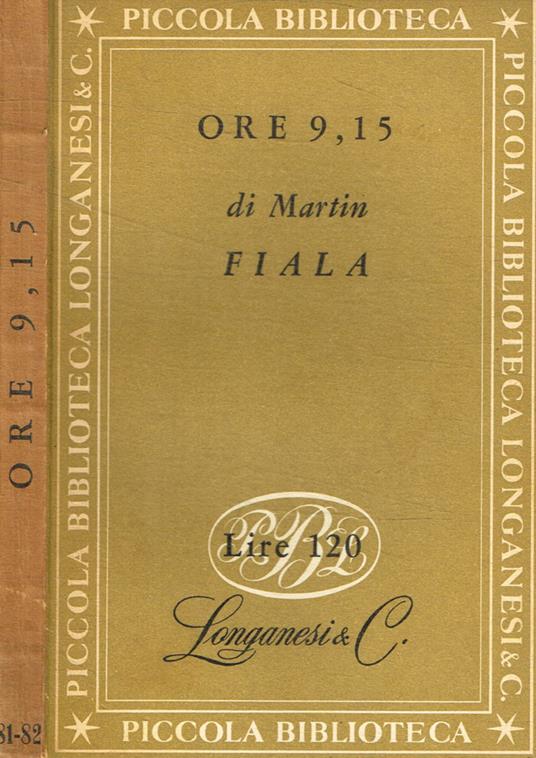 PICCOLA BIBLIOTECA
ORE 9,15
di Martin
FIALA
PBL
Lire 120
Longanesi & C.
PICCOLA BIBLIOTECA
PICCOLA BIBLIOTECA LONGANESI & C.
PICCOLA BIBLIOTECA LONGANESI & C.
ORE 9,15
81-82